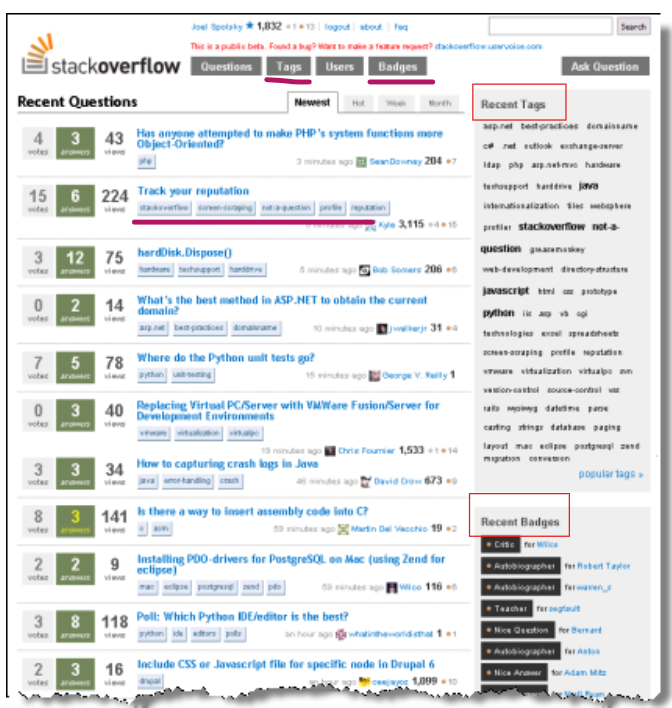 Joel Spolsky ★ 1,832 ●1●13 | logout | about | faq
Search
This is a public beta. Found a bug? Want to make a feature request? stackoverflow.uservoice.com
stackoverflow
Questions Tags Users Badges Ask Question
Recent Questions
Newest Hot Week Month
4 votes 3 answers 43 views
Has anyone attempted to make PHP's system functions more
Object-Oriented?
php
3 minutes ago SeanDowney 204 ●7
15 votes 6 answers 224 views
Track your reputation
stackoverflow screen-scraping not-a-question profile reputation
minutes ago Kyle 3,115 ●4●15
3 votes 12 answers 75 views
hardDisk.Dispose()
hardware techsupport harddrive
6 minutes ago Bob Somers 206 ●6
0 votes 2 answers 14 views
What's the best method in ASP.NET to obtain the current
domain?
asp.net best-practices domainname
10 minutes ago jwalkerjr 31 ●4
7 votes 5 answers 78 views
Where do the Python unit tests go?
python unit-testing
15 minutes ago George V. Reilly 1
0 votes 3 answers 40 views
Replacing Virtual PC/Server with VMWare Fusion/Server for
Development Environments
vmware virtualization virtualpc
19 minutes ago Chris Fournier 1,533 ●1●14
3 votes 3 answers 34 views
How to capturing crash logs in Java
java error-handling crash
46 minutes ago David Crow 673 ●9
8 votes 3 answers 141 views
Is there a way to insert assembly code into C?
c asm
59 minutes ago Martin Del Vecchio 19 ●2
2 votes 2 answers 9 views
Installing PDO-drivers for PostgreSQL on Mac (using Zend for
eclipse)
mac eclipse postgresql zend pdo
59 minutes ago Wilco 116 ●6
3 votes 8 answers 118 views
Poll: Which Python IDE/editor is the best?
python ide editors polls
an hour ago whatintheworldisthat 1 ●1
2 votes 3 answers 16 views
Include CSS or Javascript file for specific node in Drupal 6
drupal
an hour ago ceejayoz 1,099 ●10
Recent Tags
asp.net best-practices domainname
c# .net outlook exchange-server
ldap php asp.net-mvc hardware
techsupport harddrive java
internationalization files websphere
profiler stackoverflow not-a-
question greasemonkey
web-development directory-structure
javascript html css prototype
python iis asp vb cgi
technologies excel spreadsheets
screen-scraping profile reputation
vmware virtualization virtualpc svn
version-control source-control vss
rails wysiwyg datetime parse
casting strings database paging
layout mac eclipse postgresql zend
migration conversion
popular tags »
Recent Badges
● Critic for Wilco
● Autobiographer for Robert Taylor
● Autobiographer for warren_s
● Teacher for segfault
● Nice Question for Bernard
● Autobiographer for Aston
● Nice Answer for Adam Mitz